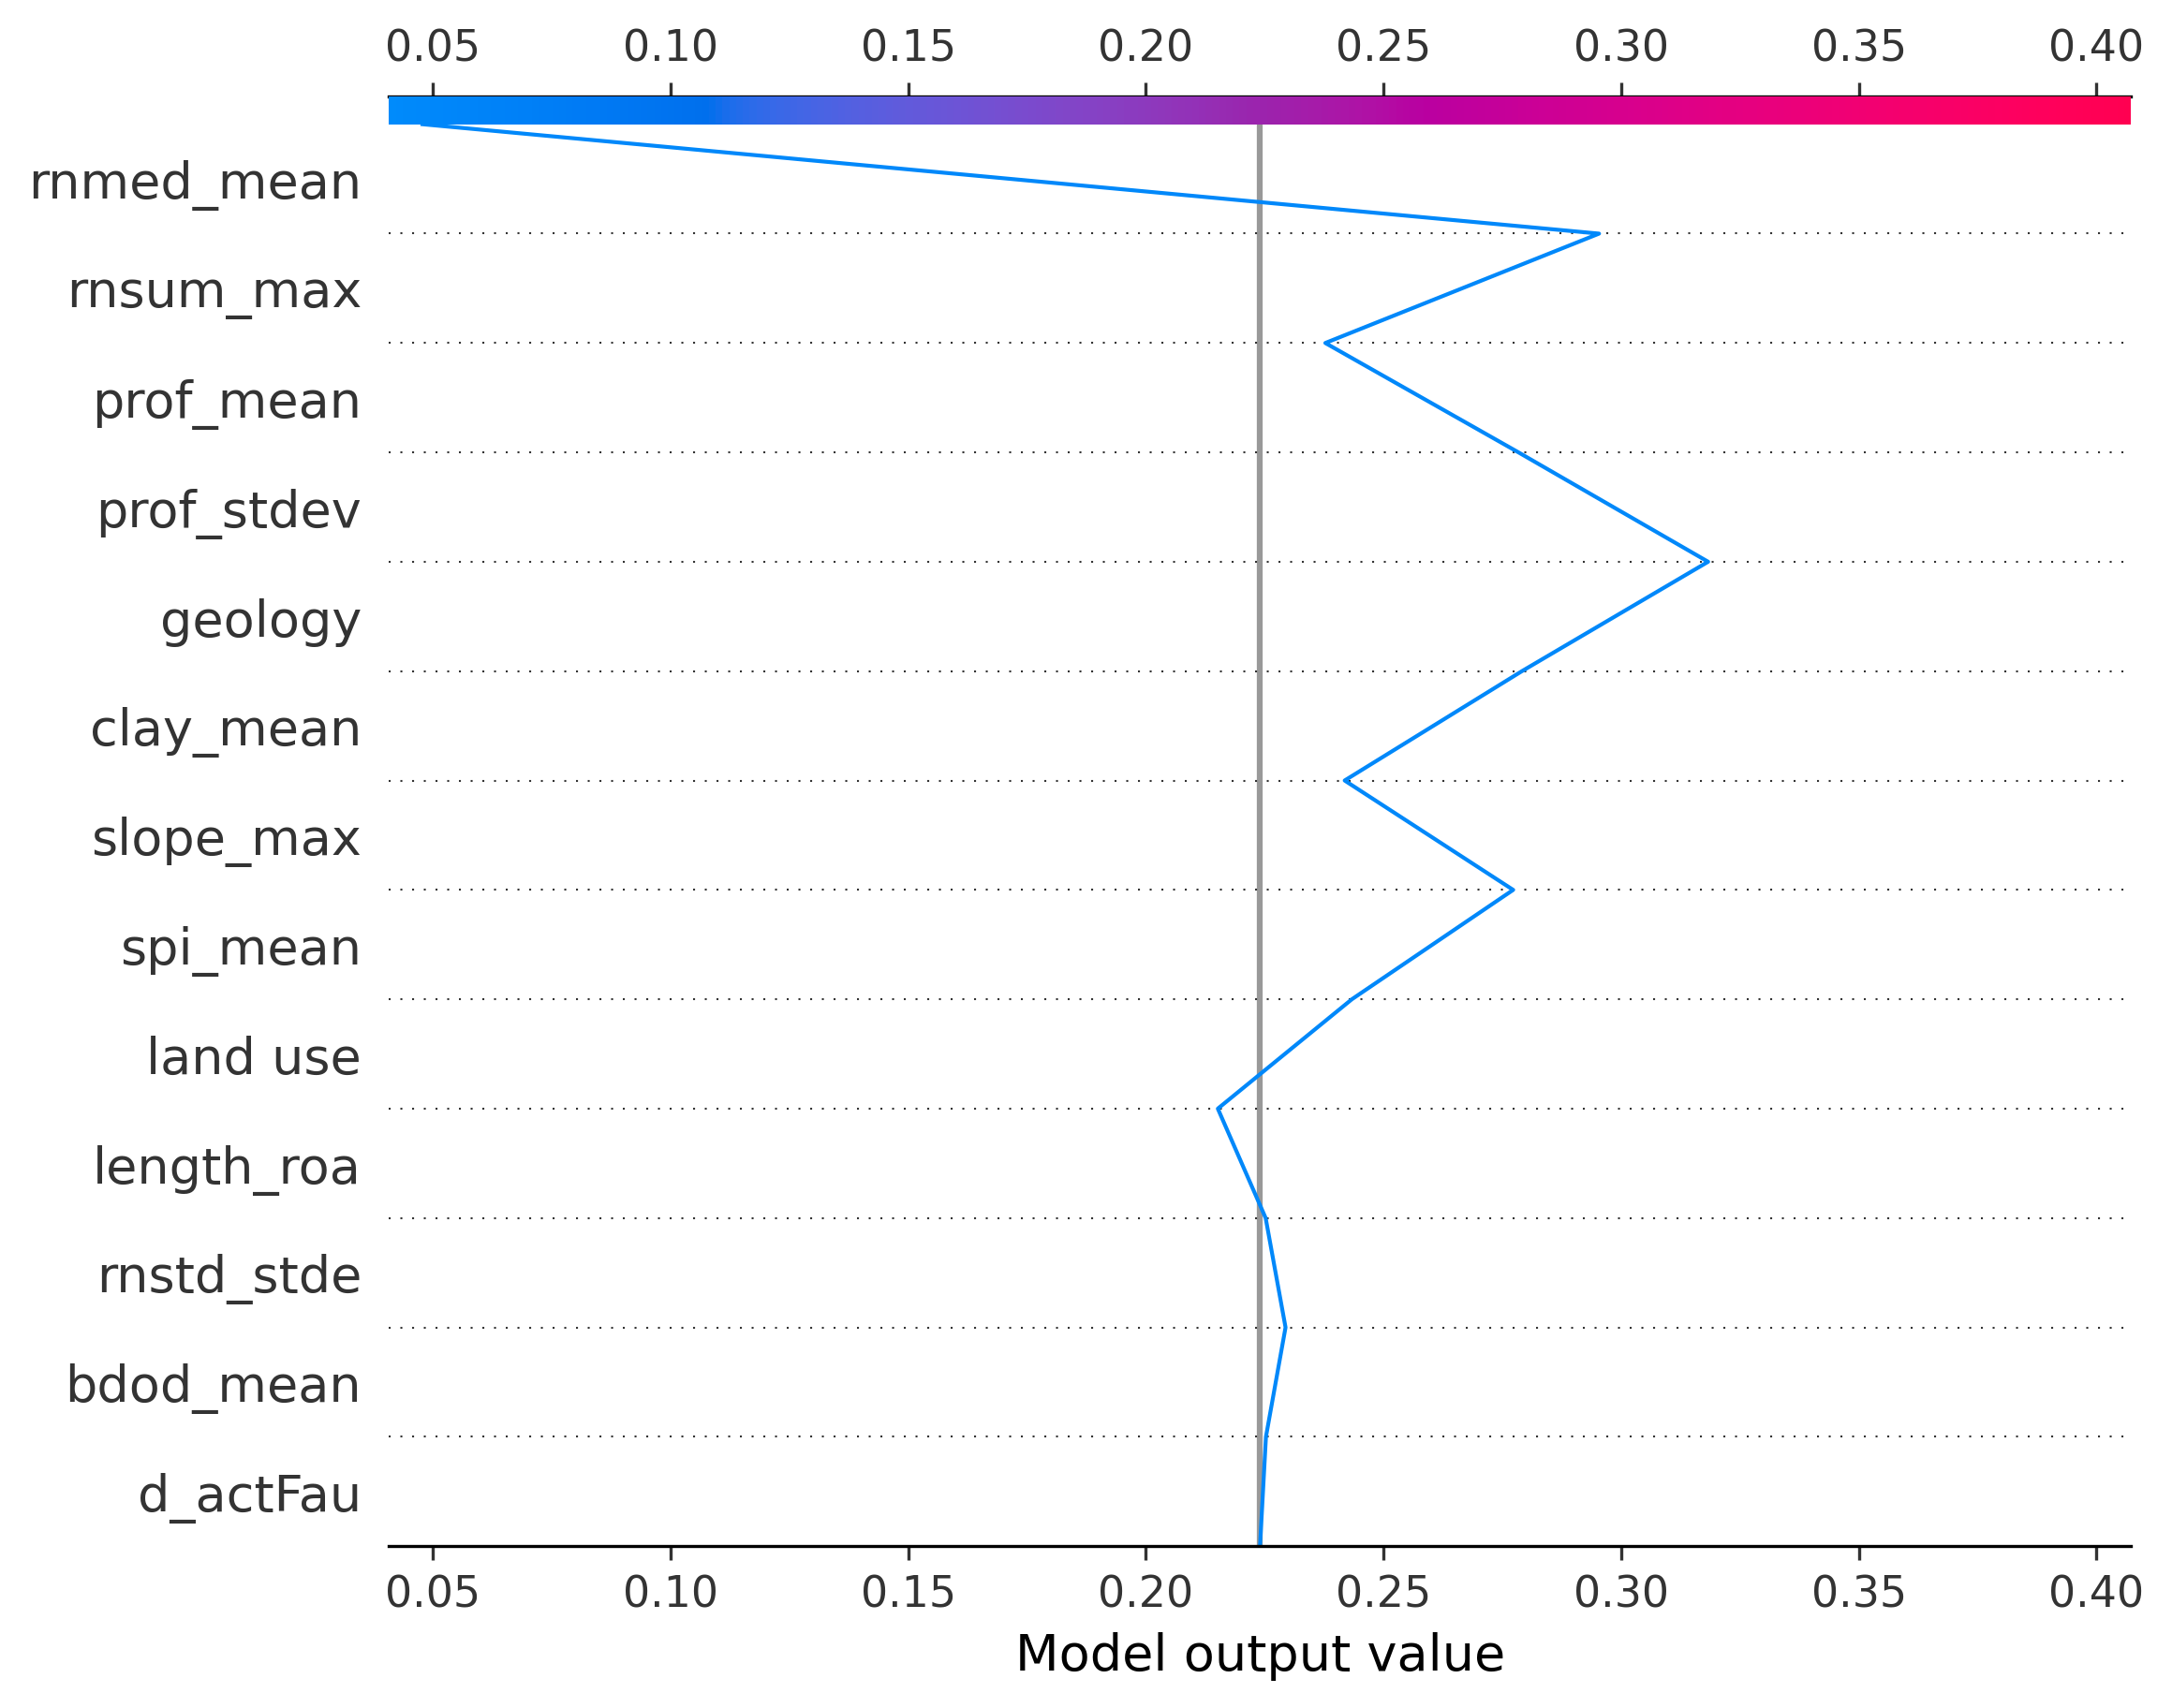 0.05 0.10 0.15 0.20 0.25 0.30 0.35 0.40
rnmed_mean
rnsum_max
prof_mean
prof_stdev
geology
clay_mean
slope_max
spi_mean
land use
length_roa
rnstd_stde
bdod_mean
d_actFau
0.05 0.10 0.15 0.20 0.25 0.30 0.35 0.40
Model output value